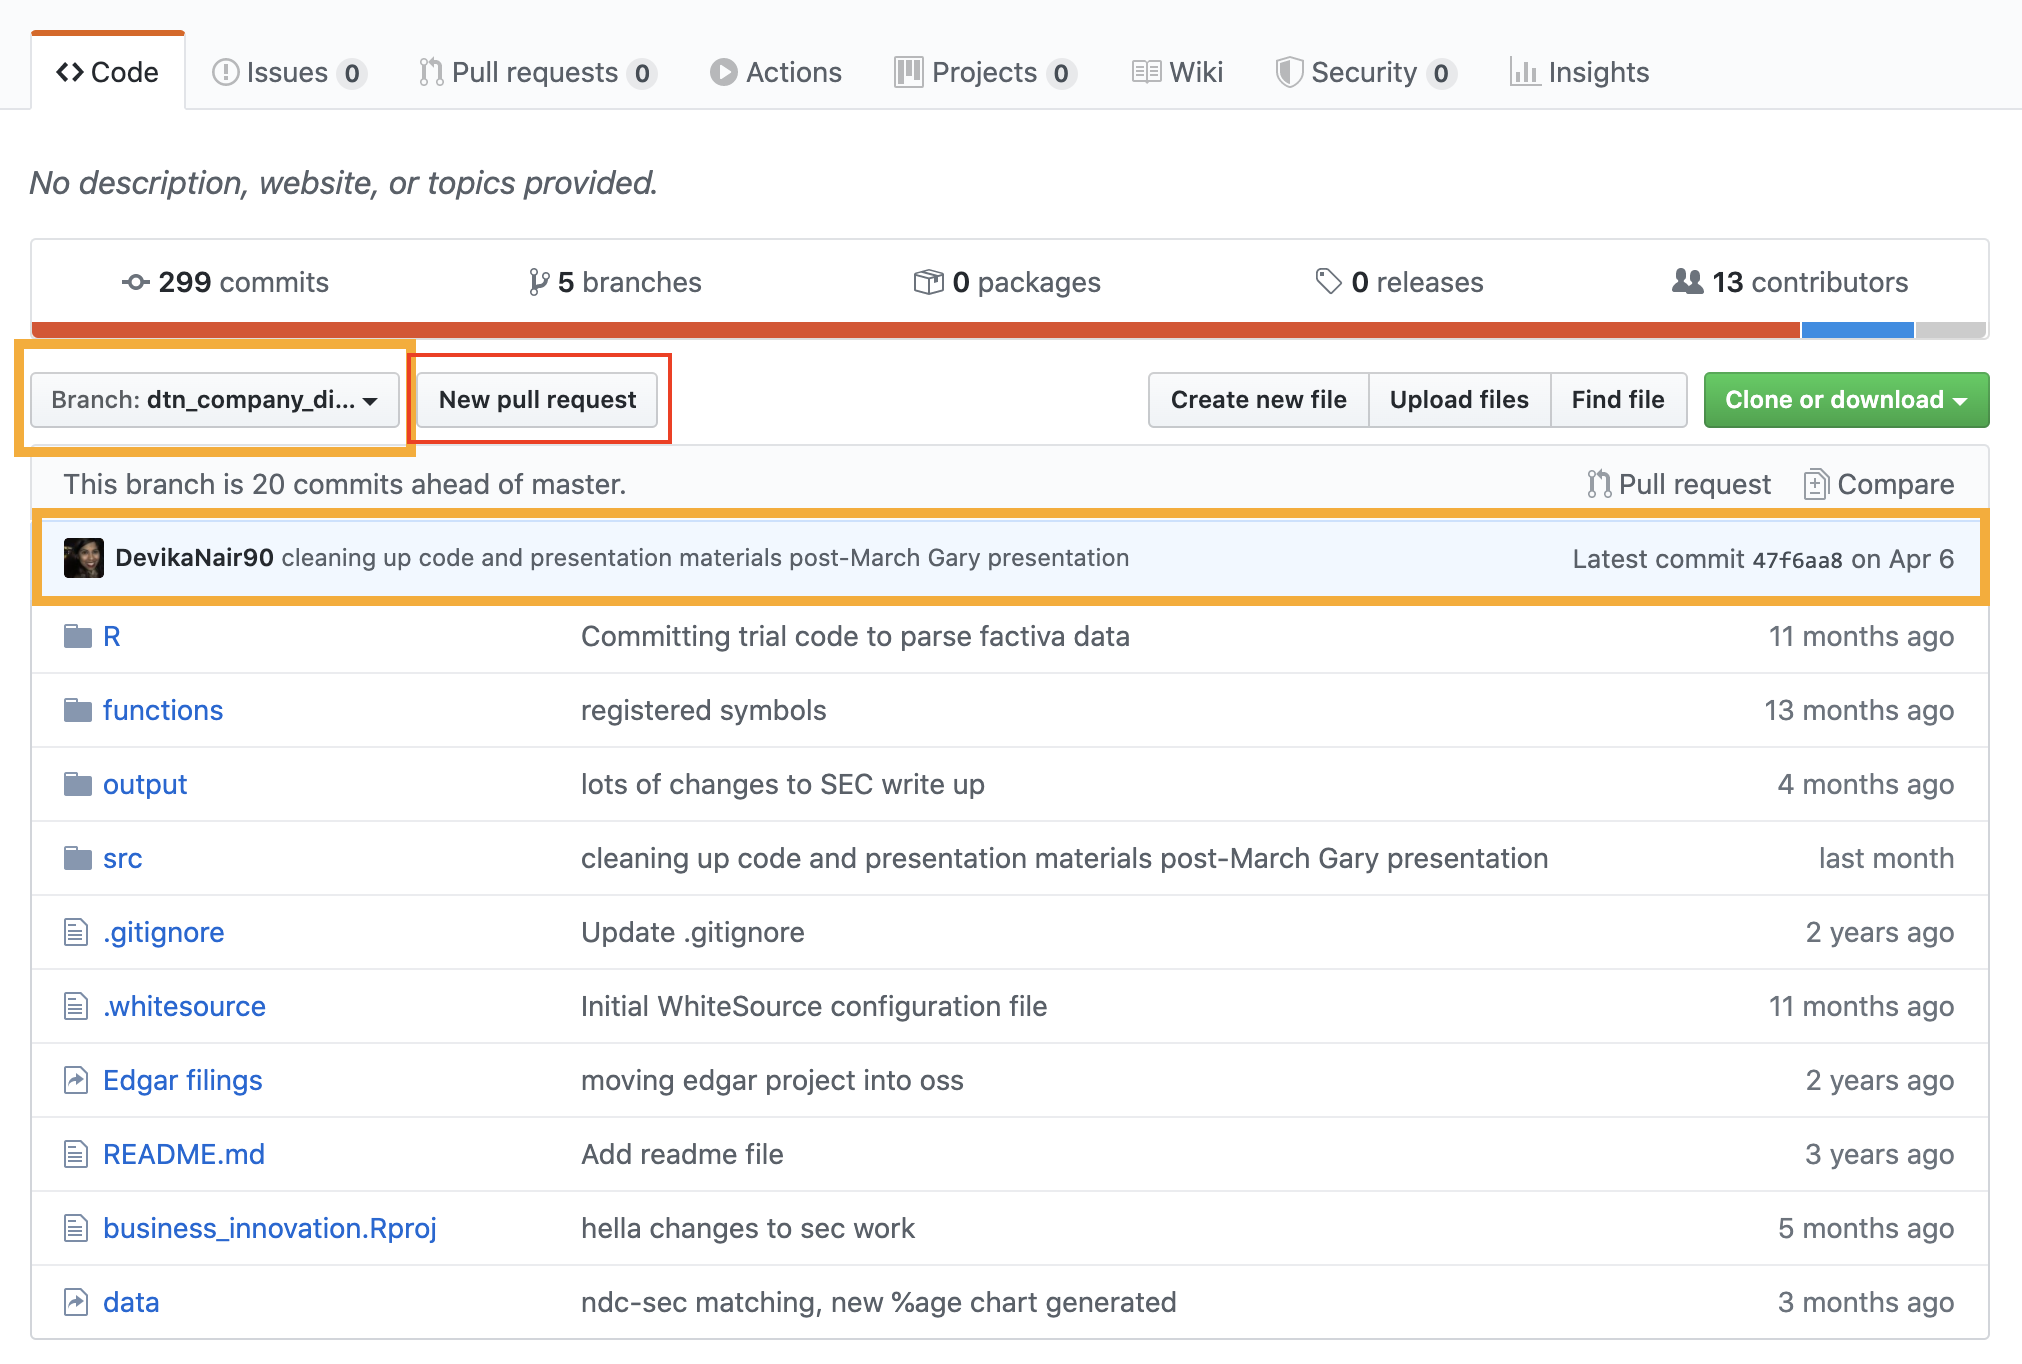 Code Issues 0 Pull requests 0 Actions Projects 0 Wiki Security 0 Insights
No description, website, or topics provided.
299 commits 5 branches 0 packages 0 releases 13 contributors
Branch: dtn_company_di... New pull request Create new file Upload files Find file Clone or download
This branch is 20 commits ahead of master. Pull request Compare
DevikaNair90 cleaning up code and presentation materials post-March Gary presentation Latest commit 47f6aa8 on Apr 6
R Committing trial code to parse factiva data 11 months ago
functions registered symbols 13 months ago
output lots of changes to SEC write up 4 months ago
src cleaning up code and presentation materials post-March Gary presentation last month
.gitignore Update .gitignore 2 years ago
.whitesource Initial WhiteSource configuration file 11 months ago
Edgar filings moving edgar project into oss 2 years ago
README.md Add readme file 3 years ago
business_innovation.Rproj hella changes to sec work 5 months ago
data ndc-sec matching, new %age chart generated 3 months ago